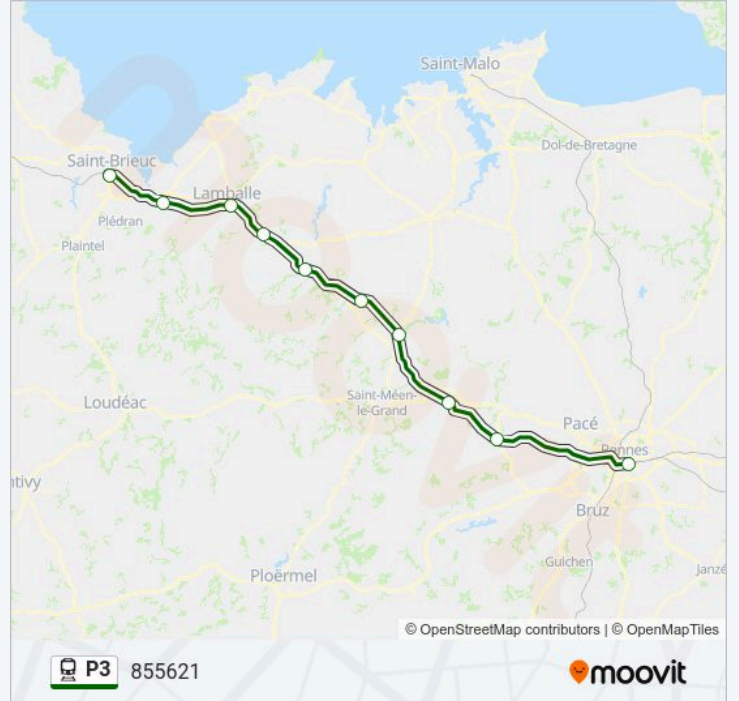 Saint-Malo
Dol-de-Bretagne
Saint-Brieuc
Lamballe
Plédran
Plaintel
Saint-Méen-
le-Grand
Loudéac
Pacé
Rennes
ntivy
Bruz
Guichen
Ploërmel
Janzé
© OpenStreetMap contributors | © OpenMapTiles
P3 855621
moovit